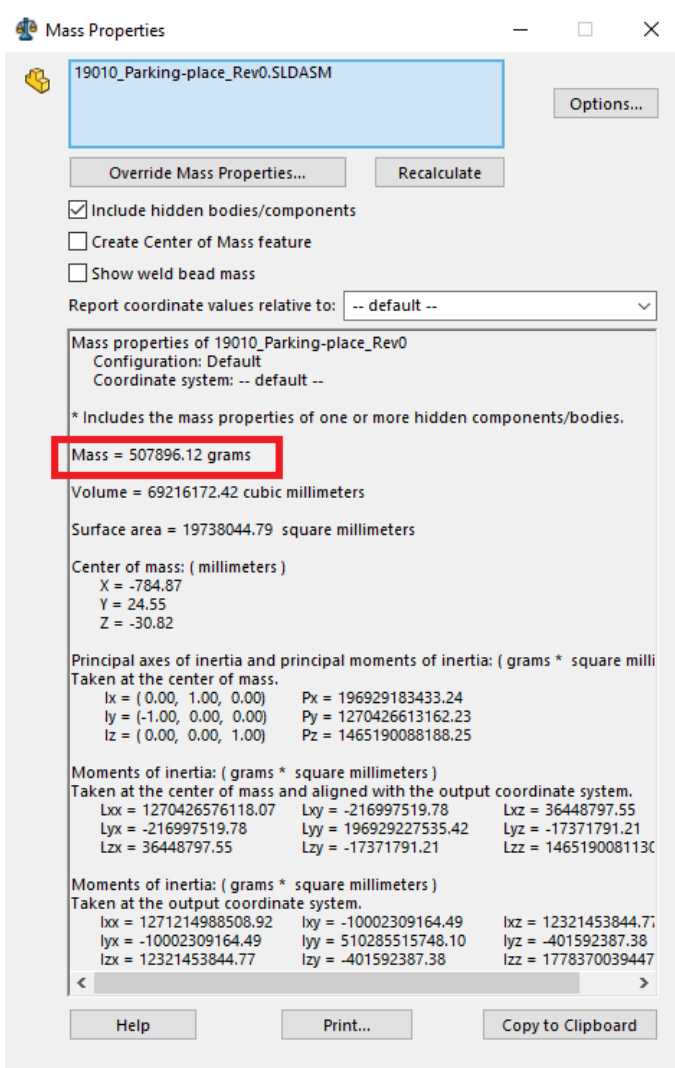 Mass Properties
19010_Parking-place_Rev0.SLDASM
Options...
Override Mass Properties...
Recalculate
Include hidden bodies/components
Create Center of Mass feature
Show weld bead mass
Report coordinate values relative to: -- default --
Mass properties of 19010_Parking-place_Rev0
Configuration: Default
Coordinate system: -- default --
* Includes the mass properties of one or more hidden components/bodies.
Mass = 507896.12 grams
Volume = 69216172.42 cubic millimeters
Surface area = 19738044.79 square millimeters
Center of mass: ( millimeters )
X = -784.87
Y = 24.55
Z = -30.82
Principal axes of inertia and principal moments of inertia: ( grams * square milli
Taken at the center of mass.
Ix = ( 0.00, 1.00, 0.00) Px = 196929183433.24
Iy = (-1.00, 0.00, 0.00) Py = 1270426613162.23
Iz = ( 0.00, 0.00, 1.00) Pz = 1465190088188.25
Moments of inertia: ( grams * square millimeters )
Taken at the center of mass and aligned with the output coordinate system.
Lxx = 1270426576118.07 Lxy = -216997519.78 Lxz = 36448797.55
Lyx = -216997519.78 Lyy = 196929227535.42 Lyz = -17371791.21
Lzx = 36448797.55 Lzy = -17371791.21 Lzz = 1465190081130
Moments of inertia: ( grams * square millimeters )
Taken at the output coordinate system.
Ixx = 1271214988508.92 Ixy = -10002309164.49 Ixz = 12321453844.77
Iyx = -10002309164.49 Iyy = 510285515748.10 Iyz = -401592387.38
Izx = 12321453844.77 Izy = -401592387.38 Izz = 1778370039447
Help
Print...
Copy to Clipboard